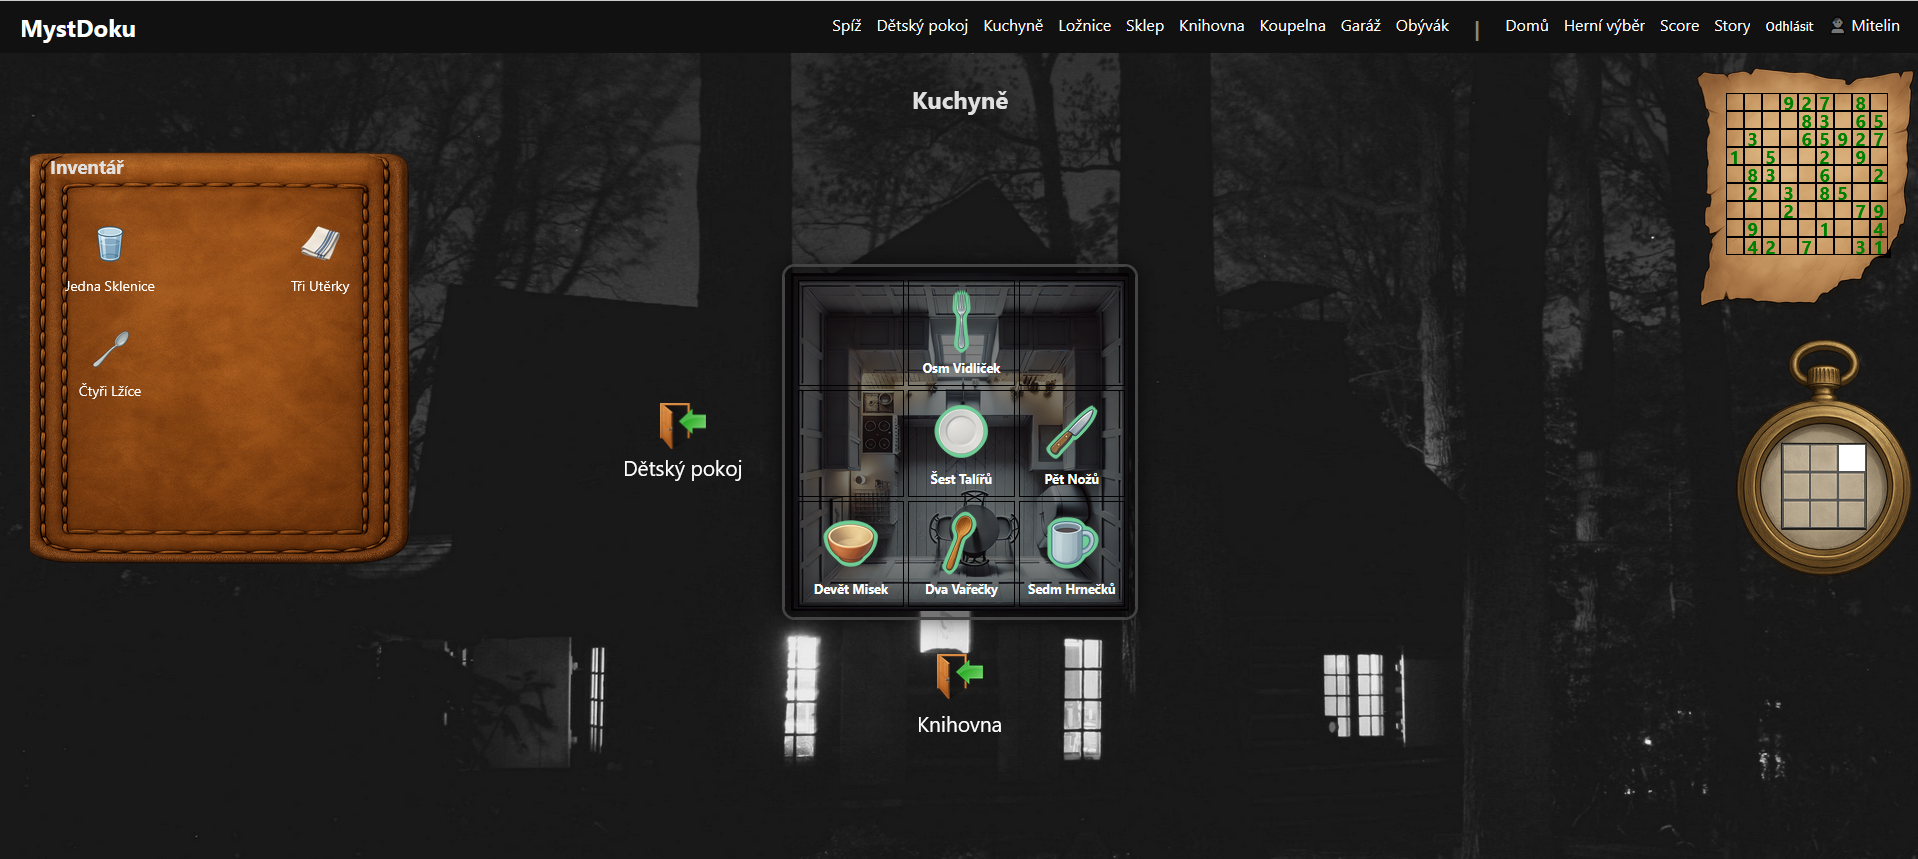 MystDoku
Spíž Dětský pokoj Kuchyně Ložnice Sklep Knihovna Koupelna Garáž Obývák | Domů Herní výběr Score Story Odhlásit Mitelin
Kuchyně
Inventář
Jedna Sklenice Tři Utěrky
Čtyři Lžíce
Dětský pokoj
Osm Vidliček
Šest Talířů Pět Nožů
Devět Misek Dva Vařečky Sedm Hrnečků
Knihovna
9 2 7 8
8 3 6 5
3 6 5 9 2 7
1 5 2 9
8 3 6 2
2 3 8 5
2 7 9
9 1 4
4 2 7 3 1